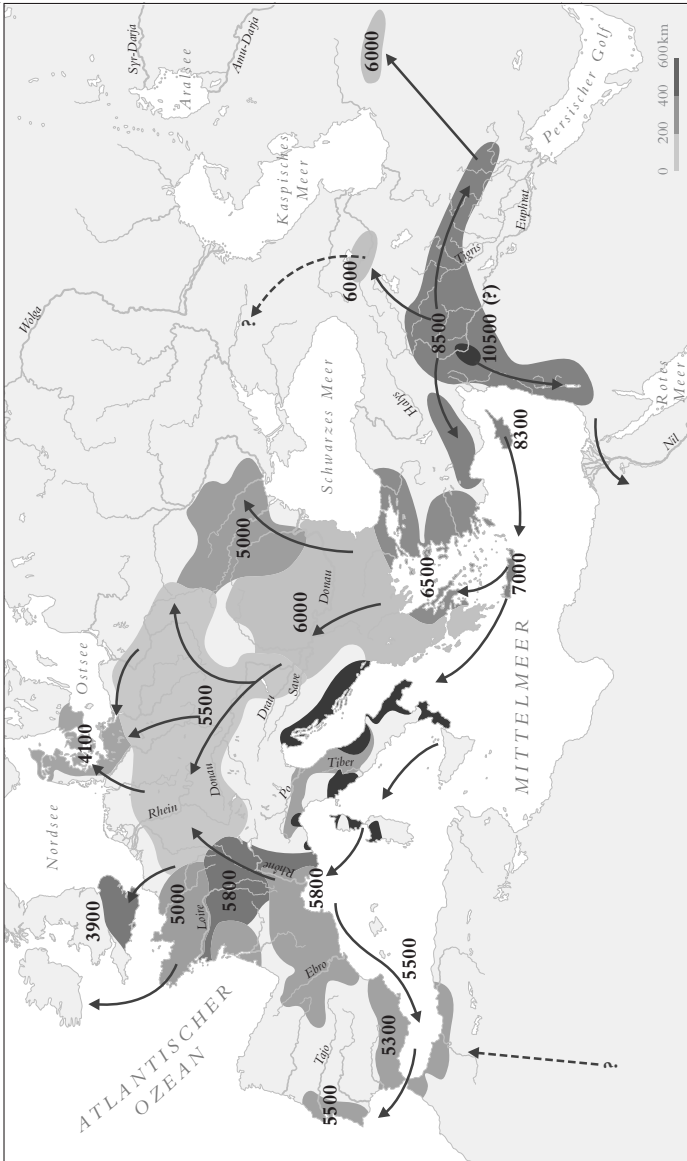 Wolga
Syr-Darja
Aralsee
Amu-Darja
Nordsee
Ostsee
4100
3900
ATLANTISCHER
OZEAN
Rhein
5500
5000
Loire
5800
Donau
5000
?
Kaspisches
Meer
Rhône
Drau
Save
6000
Donau
Schwarzes Meer
6000
6000
Po
Tiber
5800
Ebro
Tajo
5500
5300
5500
6500
7000
Halys
8500
Tigris
10500 (?)
Euphrat
8300
MITTELMEER
Persischer Golf
?
Nil
Rotes
Meer
0 200 400 600 km